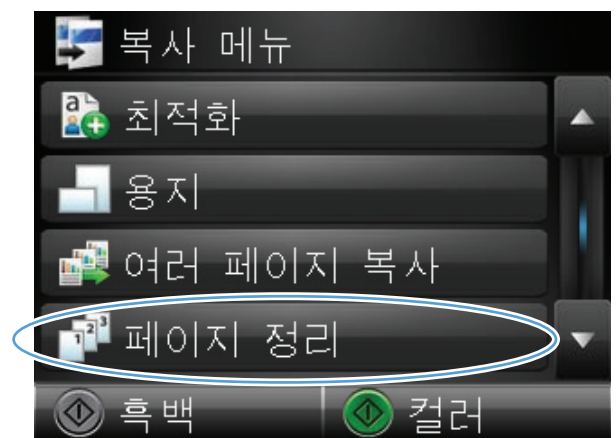 복사 메뉴
최적화
용지
여러 페이지 복사
페이지 정리
흑백 컬러